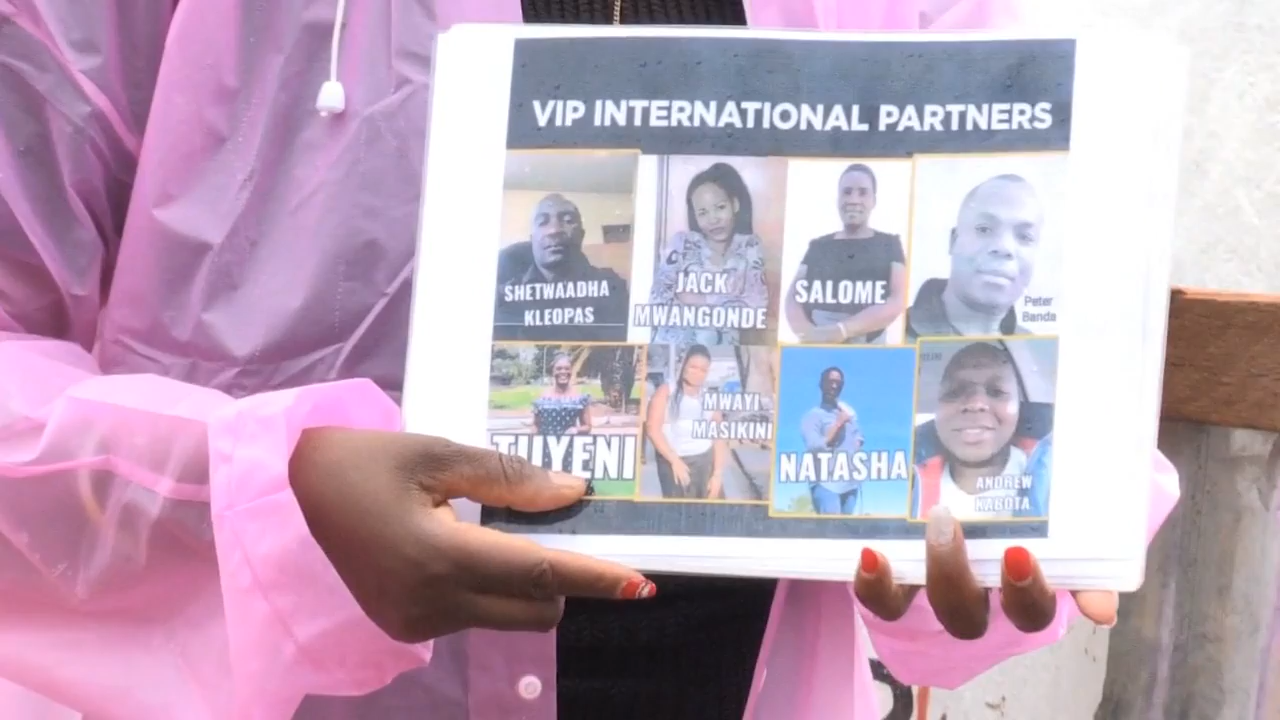 VIP INTERNATIONAL PARTNERS
SHETWAADHA
KLEOPAS
JACK
MWANGONDE
SALOME
Peter
Banda
TUYENI
MWAYI
MASIKINI
NATASHA
ANDREW
KABOTA